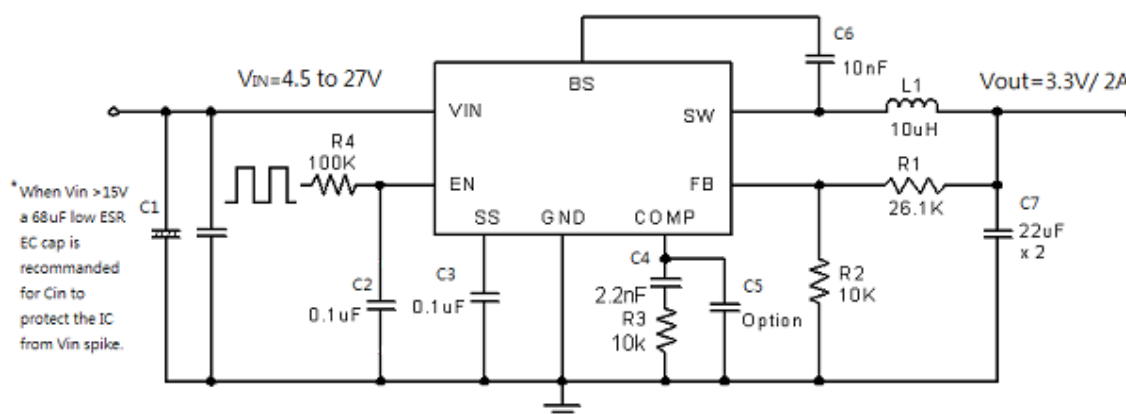 C6
10nF
VIN=4.5 to 27V
BS
L1
Vout=3.3V/ 2A
VIN
SW
10uH
R4
100K
R1
*When Vin >15V
a 68uF low ESR
EC cap is
recommanded
for Cin to
protect the IC
from Vin spike.
C1
EN
FB
26.1K
C7
22uF
x 2
SS
GND
COMP
C2
0.1uF
C3
0.1uF
C4
2.2nF
R3
10k
C5
Option
R2
10K